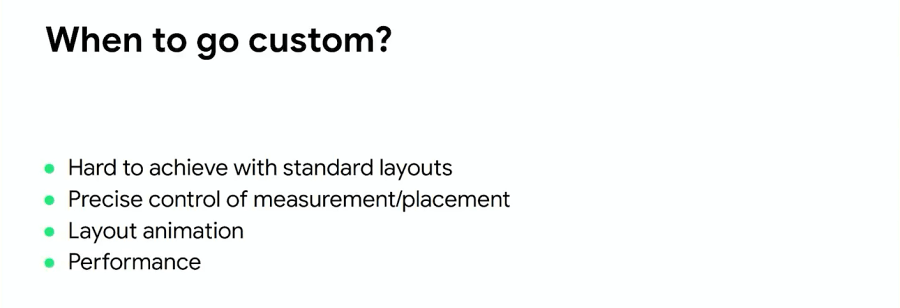 When to go custom?
Hard to achieve with standard layouts
Precise control of measurement/placement
Layout animation
Performance